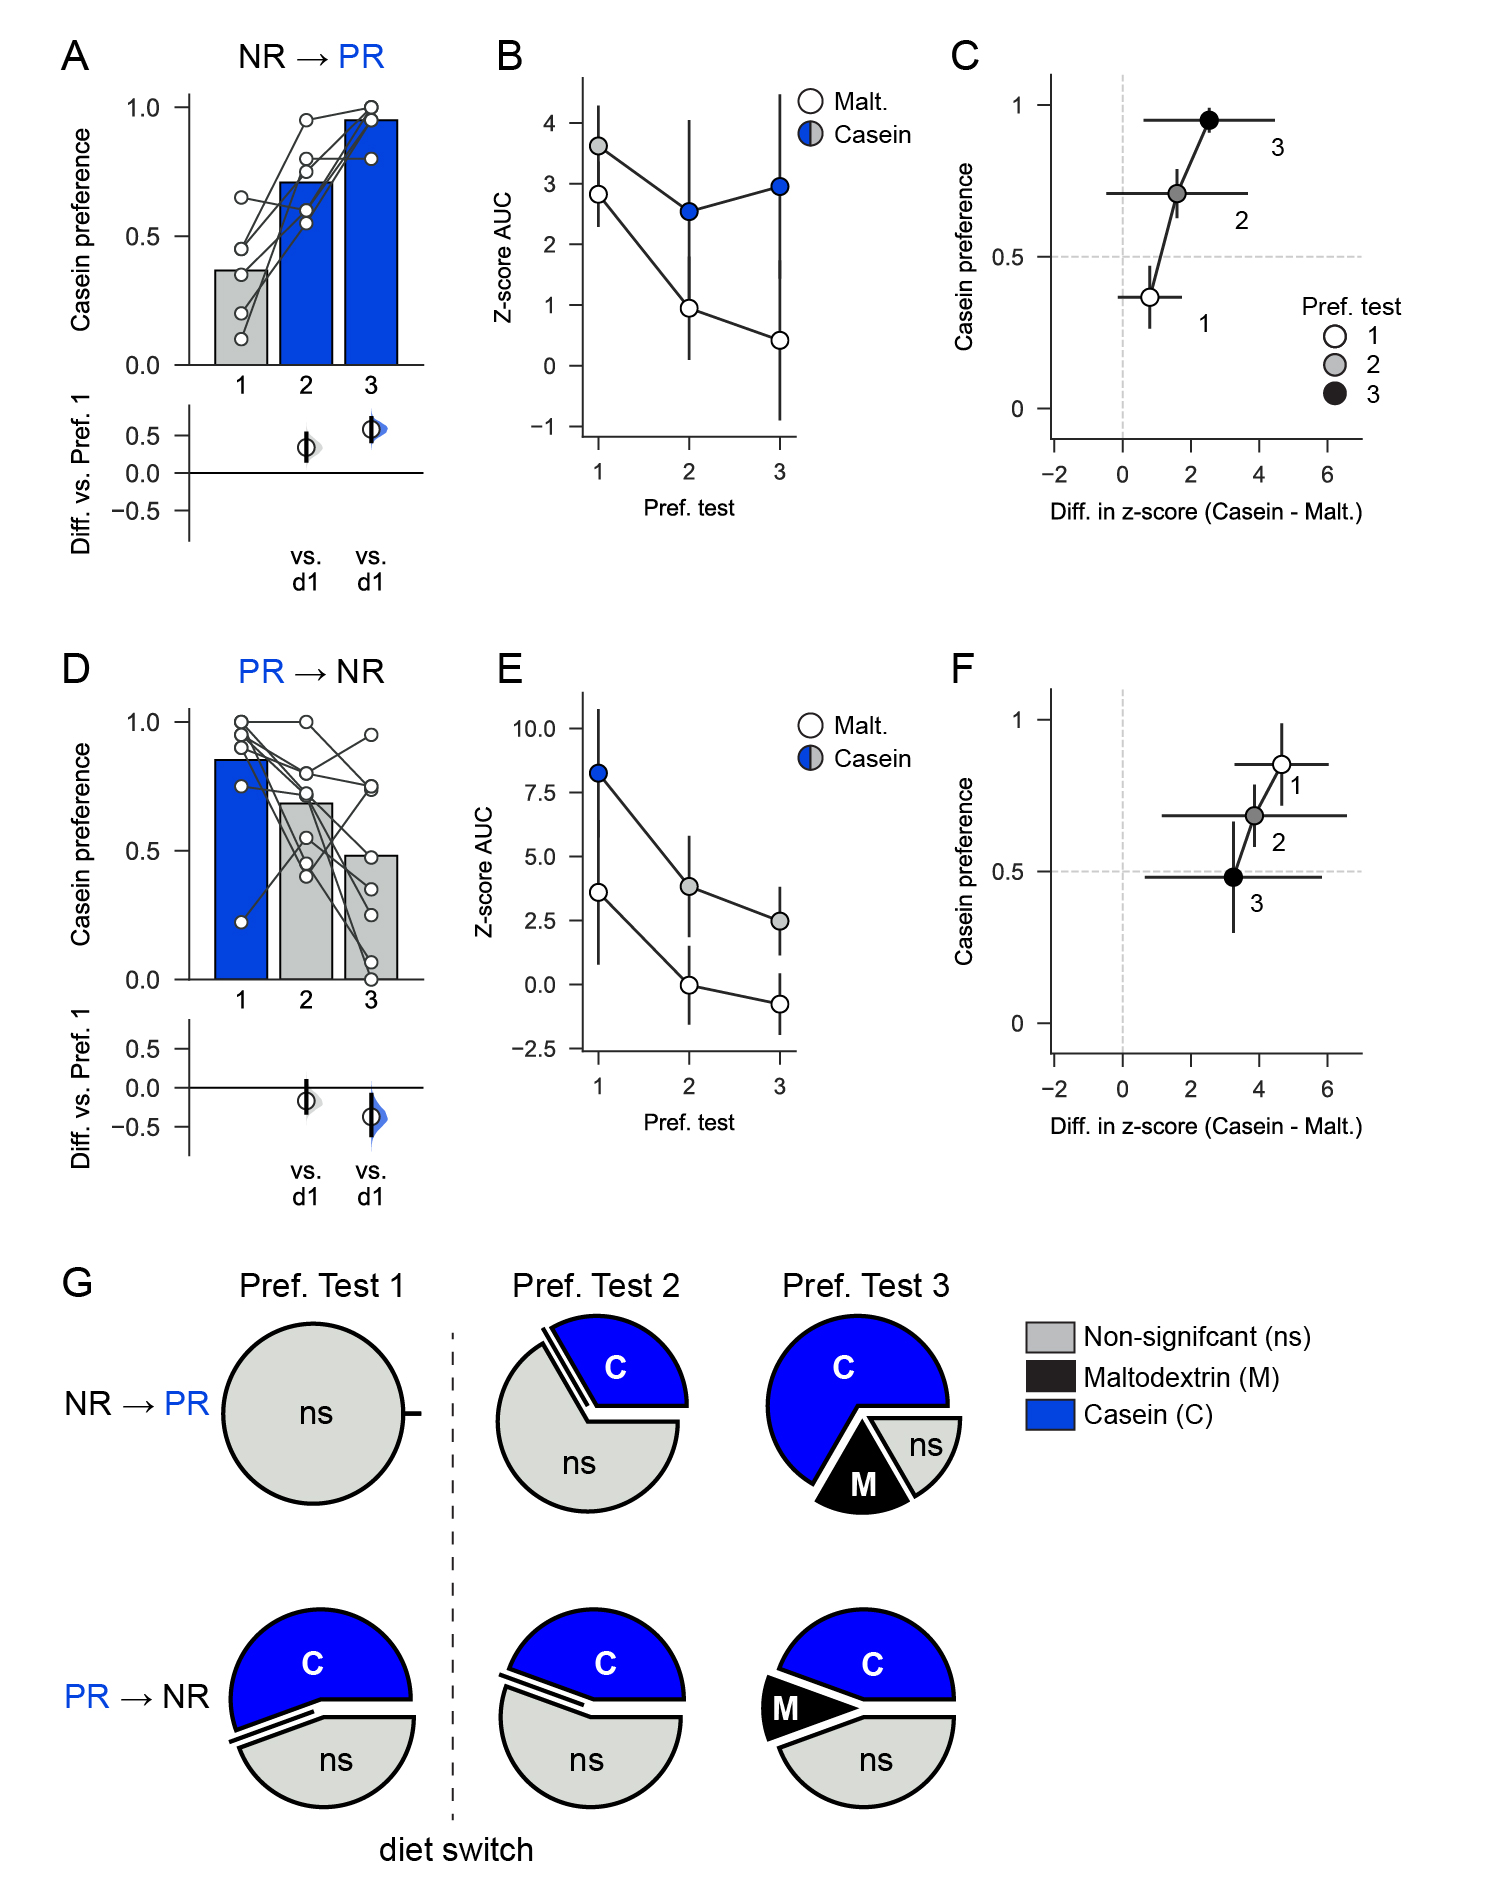 A
NR → PR
Casein preference
1.0
0.5
0.0
1
2
3
Diff. vs. Pref. 1
0.5
0.0
−0.5
vs.
d1
vs.
d1
B
Z-score AUC
4
3
2
1
0
−1
1
2
3
Pref. test
Malt.
Casein
C
Casein preference
1
0.5
0
3
2
1
Pref. test
1
2
3
−2
0
2
4
6
Diff. in z-score (Casein - Malt.)
D
PR → NR
Casein preference
1.0
0.5
0.0
1
2
3
Diff. vs. Pref. 1
0.5
0.0
−0.5
vs.
d1
vs.
d1
E
Z-score AUC
10.0
7.5
5.0
2.5
0.0
−2.5
1
2
3
Pref. test
Malt.
Casein
F
Casein preference
1
0.5
0
1
2
3
−2
0
2
4
6
Diff. in z-score (Casein - Malt.)
G
Pref. Test 1
Pref. Test 2
Pref. Test 3
NR → PR
ns
C
ns
C
ns
M
Non-signifcant (ns)
Maltodextrin (M)
Casein (C)
PR → NR
C
ns
C
ns
C
M
ns
diet switch